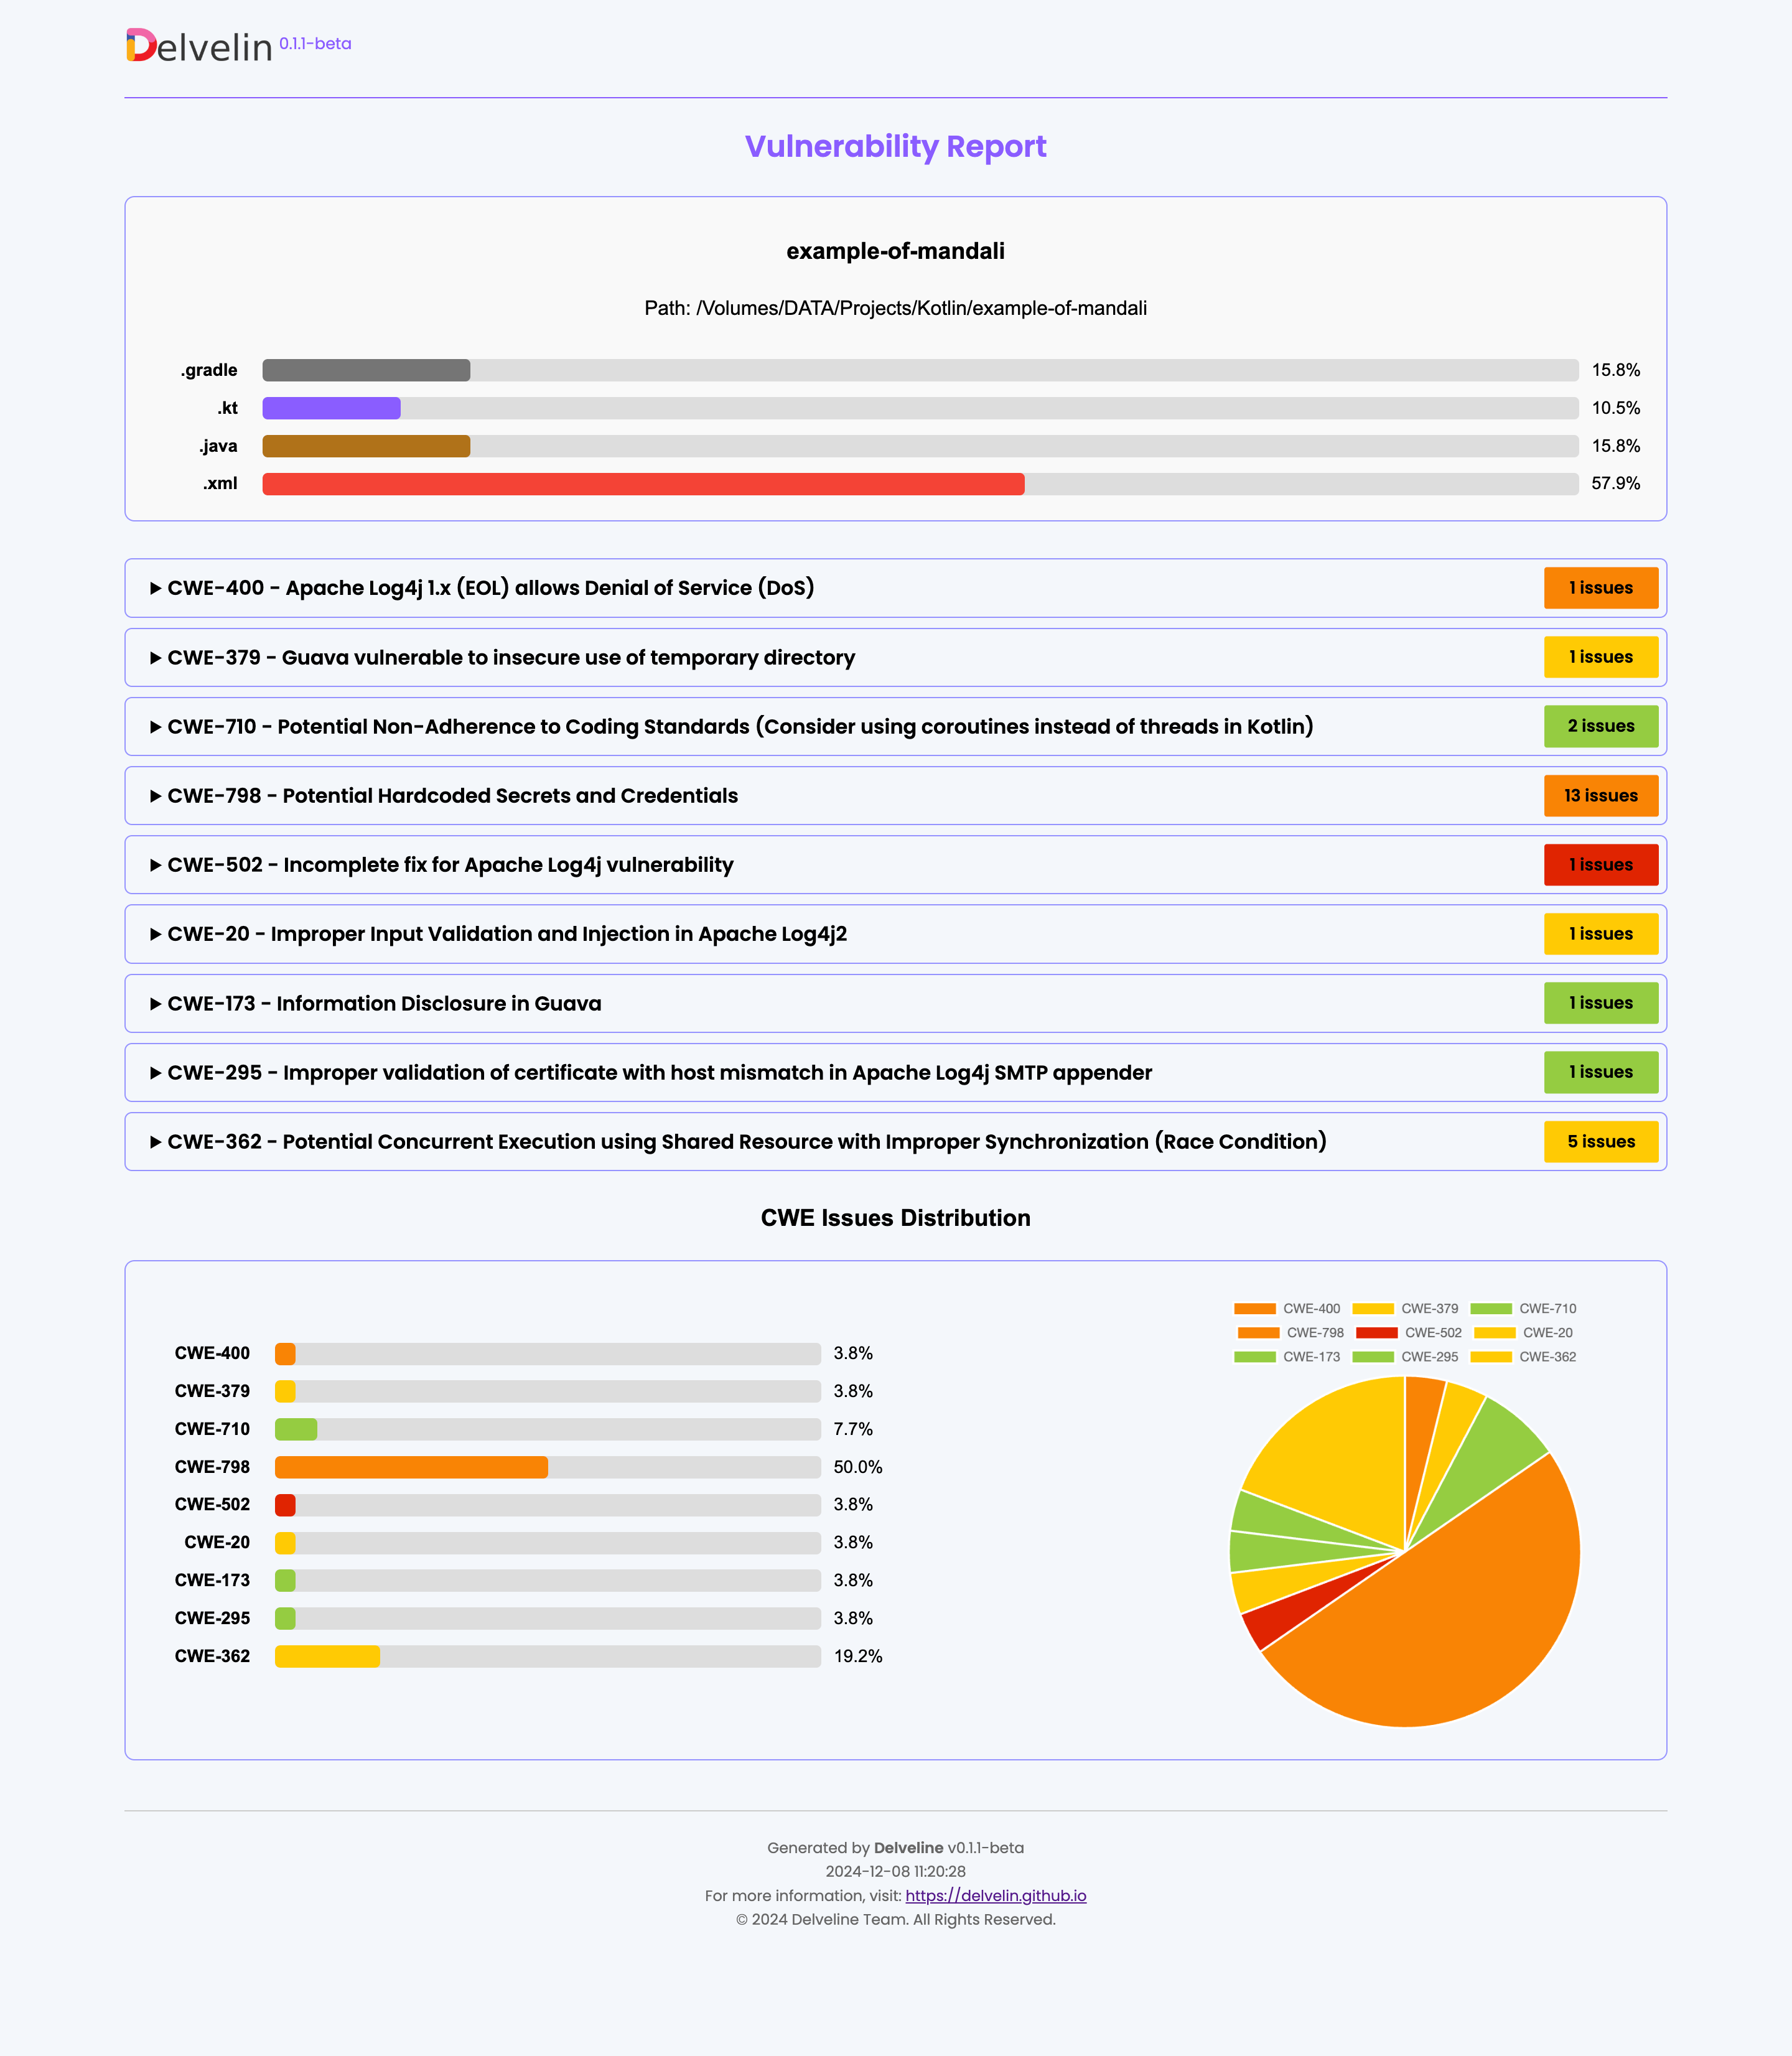 Delvelin 0.1.1-beta
Vulnerability Report
example-of-mandali
Path: /Volumes/DATA/Projects/Kotlin/example-of-mandali
.gradle 15.8%
.kt 10.5%
.java 15.8%
.xml 57.9%
CWE-400 - Apache Log4j 1.x (EOL) allows Denial of Service (DoS) 1 issues
CWE-379 - Guava vulnerable to insecure use of temporary directory 1 issues
CWE-710 - Potential Non-Adherence to Coding Standards (Consider using coroutines instead of threads in Kotlin) 2 issues
CWE-798 - Potential Hardcoded Secrets and Credentials 13 issues
CWE-502 - Incomplete fix for Apache Log4j vulnerability 1 issues
CWE-20 - Improper Input Validation and Injection in Apache Log4j2 1 issues
CWE-173 - Information Disclosure in Guava 1 issues
CWE-295 - Improper validation of certificate with host mismatch in Apache Log4j SMTP appender 1 issues
CWE-362 - Potential Concurrent Execution using Shared Resource with Improper Synchronization (Race Condition) 5 issues
CWE Issues Distribution
CWE-400 3.8%
CWE-379 3.8%
CWE-710 7.7%
CWE-798 50.0%
CWE-502 3.8%
CWE-20 3.8%
CWE-173 3.8%
CWE-295 3.8%
CWE-362 19.2%
CWE-400 CWE-379 CWE-710
CWE-798 CWE-502 CWE-20
CWE-173 CWE-295 CWE-362
Generated by Delveline v0.1.1-beta
2024-12-08 11:20:28
For more information, visit: https://delvelin.github.io
© 2024 Delveline Team. All Rights Reserved.